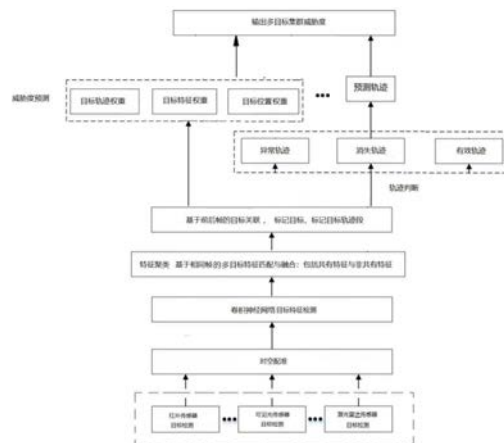 输出多目标集群威胁度
威胁度预测
目标轨迹权重
目标特征权重
目标位置权重
预测轨迹
异常轨迹
消失轨迹
有效轨迹
轨迹判断
基于前后帧的目标关联， 标记目标、标记目标轨迹段
特征聚类 基于相同帧的多目标特征匹配与融合：包括共有特征与非共有特征
卷积神经网络目标特征检测
时空配准
红外传感器
目标检测
可见光传感器
目标检测
激光雷达传感器
目标检测